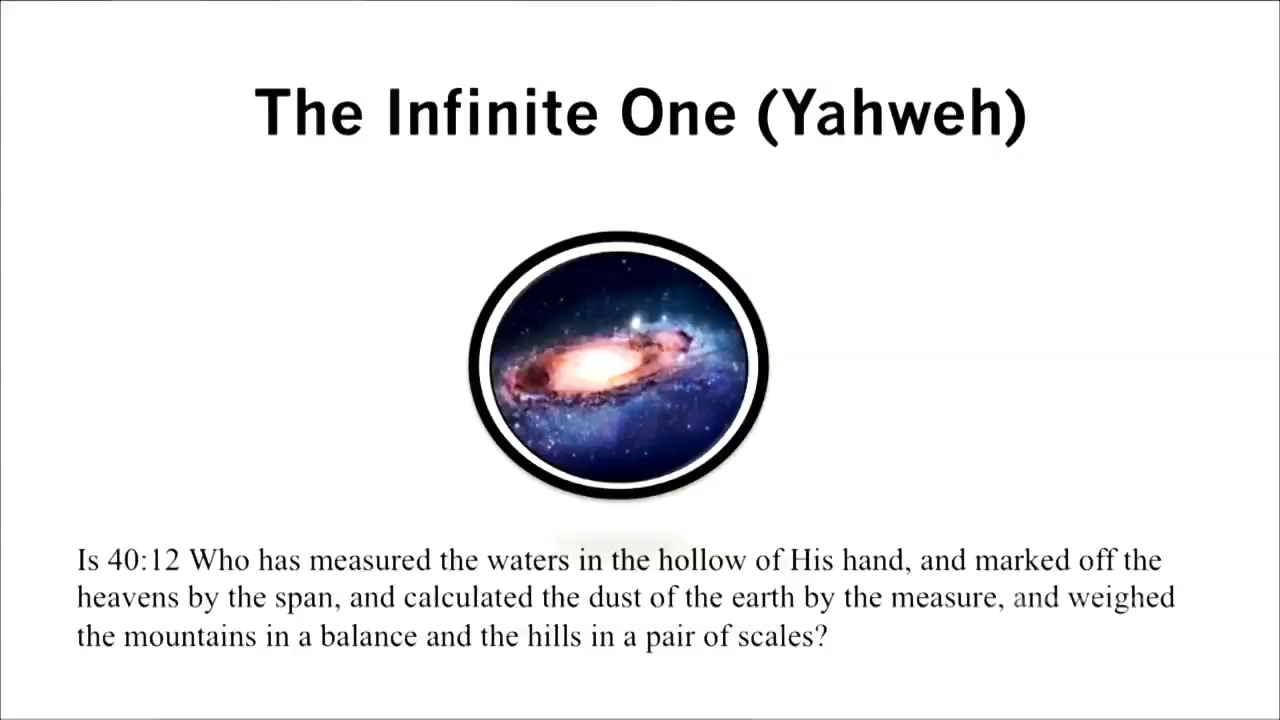 The Infinite One (Yahweh)
Is 40:12 Who has measured the waters in the hollow of His hand, and marked off the
heavens by the span, and calculated the dust of the earth by the measure, and weighed
the mountains in a balance and the hills in a pair of scales?